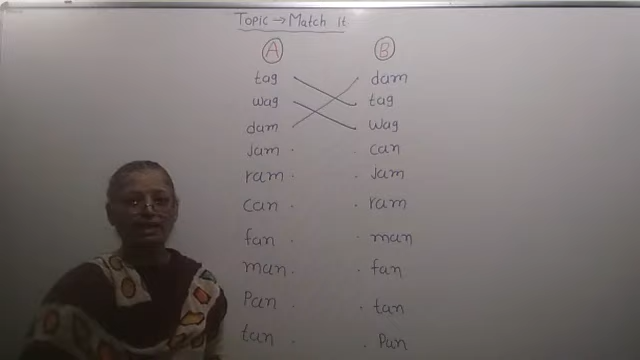 Topic → Match It
A B
tag dam
wag tag
dam wag
Jam can
ram Jam
can ram
fan man
man fan
Pan tan
tan Pan